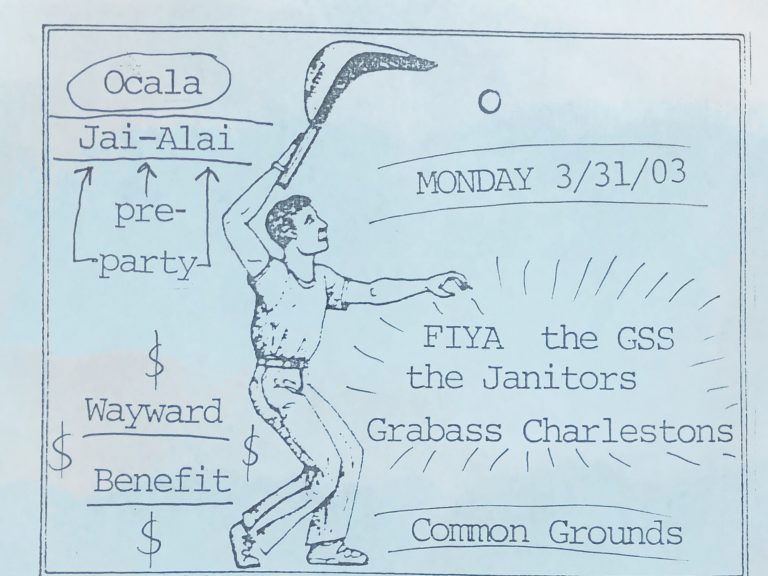 Ocala
Jai-Alai
pre-
party
MONDAY 3/31/03
FIYA the GSS
the Janitors
Grabass Charlestons
$
Wayward
$ $
Benefit
$
Common Grounds